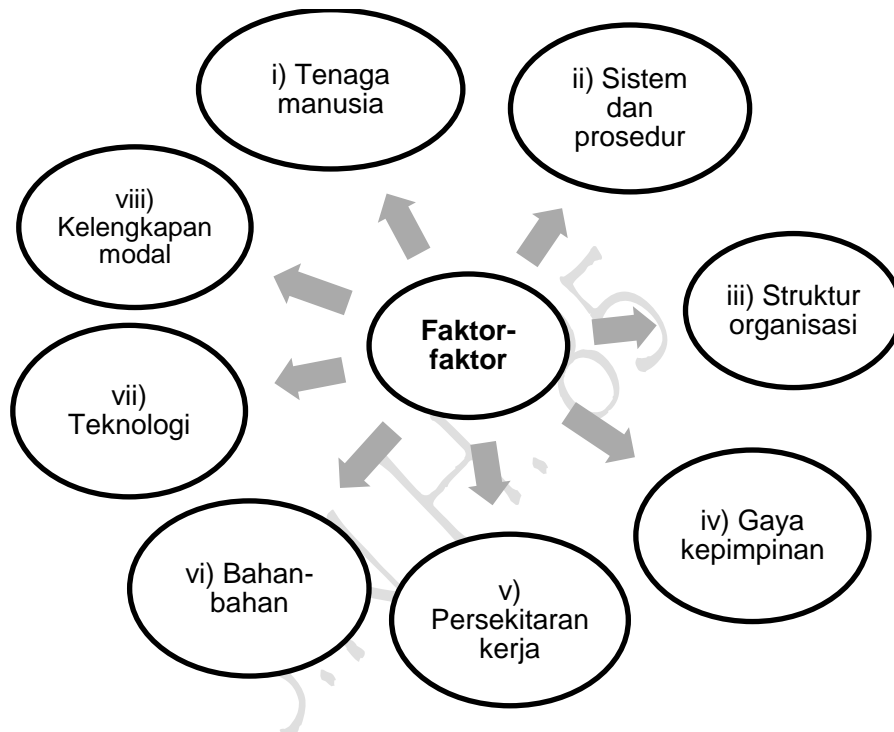 i) Tenaga
manusia
ii) Sistem
dan
prosedur
iii) Struktur
organisasi
iv) Gaya
kepimpinan
v)
Persekitaran
kerja
vi) Bahan-
bahan
vii)
Teknologi
viii)
Kelengkapan
modal
Faktor-
faktor